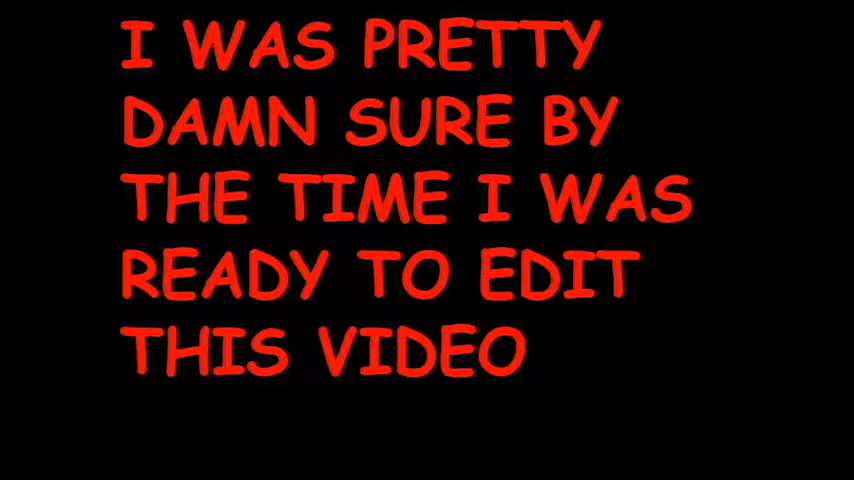 I WAS PRETTY
DAMN SURE BY
THE TIME I WAS
READY TO EDIT
THIS VIDEO